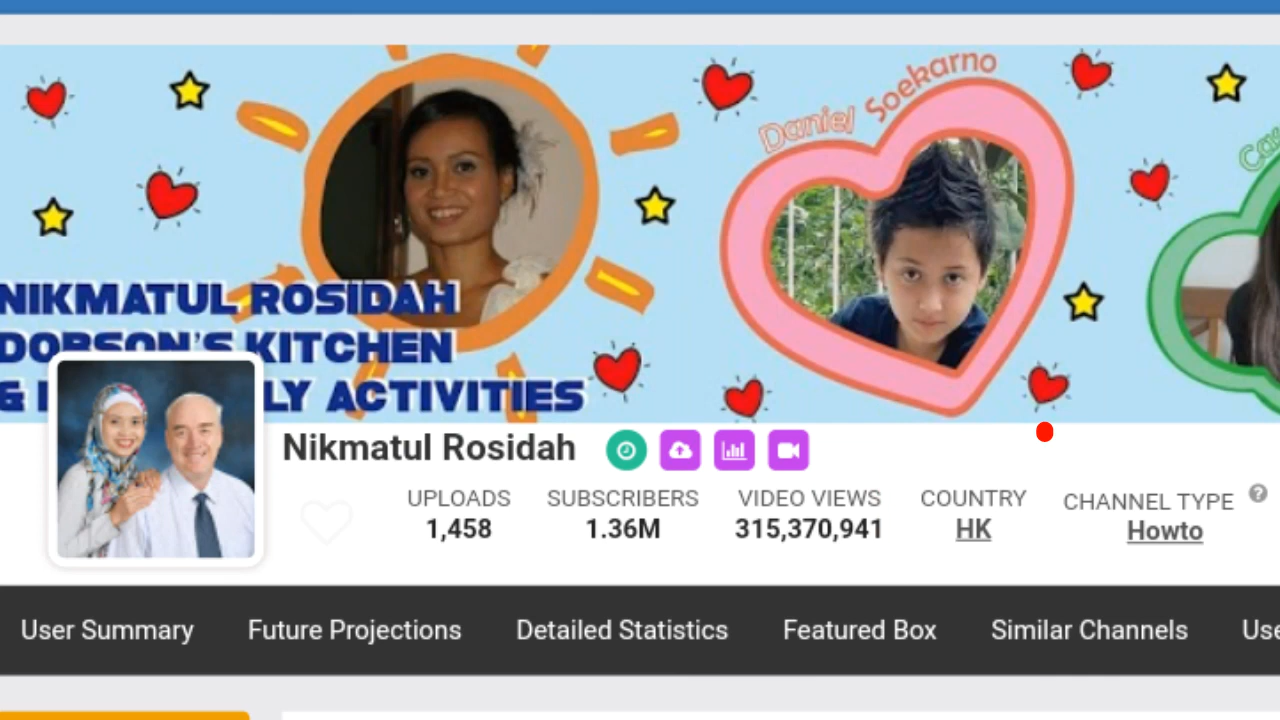 Daniel Soekarno
NIKMATUL ROSIDAH
KITCHEN
& LY ACTIVITIES
Nikmatul Rosidah
UPLOADS
1,458
SUBSCRIBERS
1.36M
VIDEO VIEWS
315,370,941
COUNTRY
HK
CHANNEL TYPE ?
Howto
User Summary Future Projections Detailed Statistics Featured Box Similar Channels